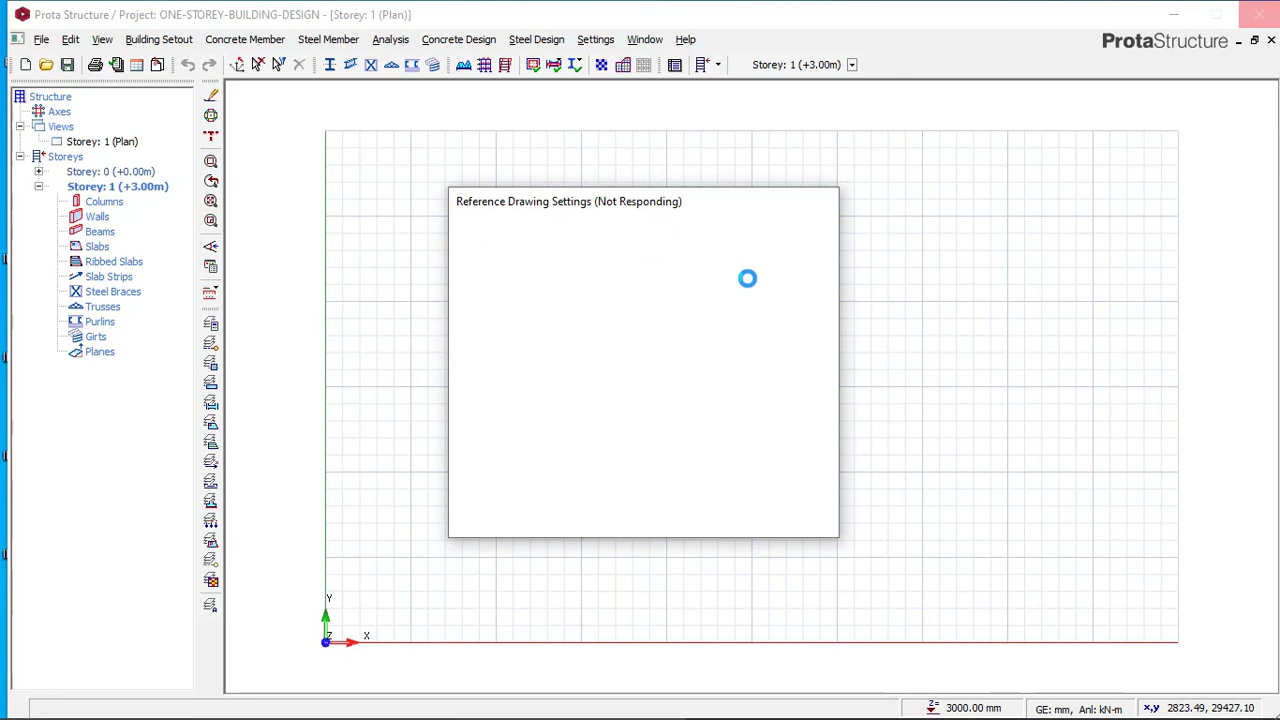 Prota Structure / Project: ONE-STOREY-BUILDING-DESIGN - [Storey: 1 (Plan)]
File Edit View Building Setout Concrete Member Steel Member Analysis Concrete Design Steel Design Settings Window Help
ProtaStructure
Storey: 1 (+3.00m)
Structure
Axes
Views
Storey: 1 (Plan)
Storeys
Storey: 0 (+0.00m)
Storey: 1 (+3.00m)
Columns
Walls
Beams
Slabs
Ribbed Slabs
Slab Strips
Steel Braces
Trusses
Purlins
Girts
Planes
Reference Drawing Settings (Not Responding)
Y
Z
X
Z= 3000.00 mm
GE: mm, Anl: kN-m
x,y 2823.49, 29427.10